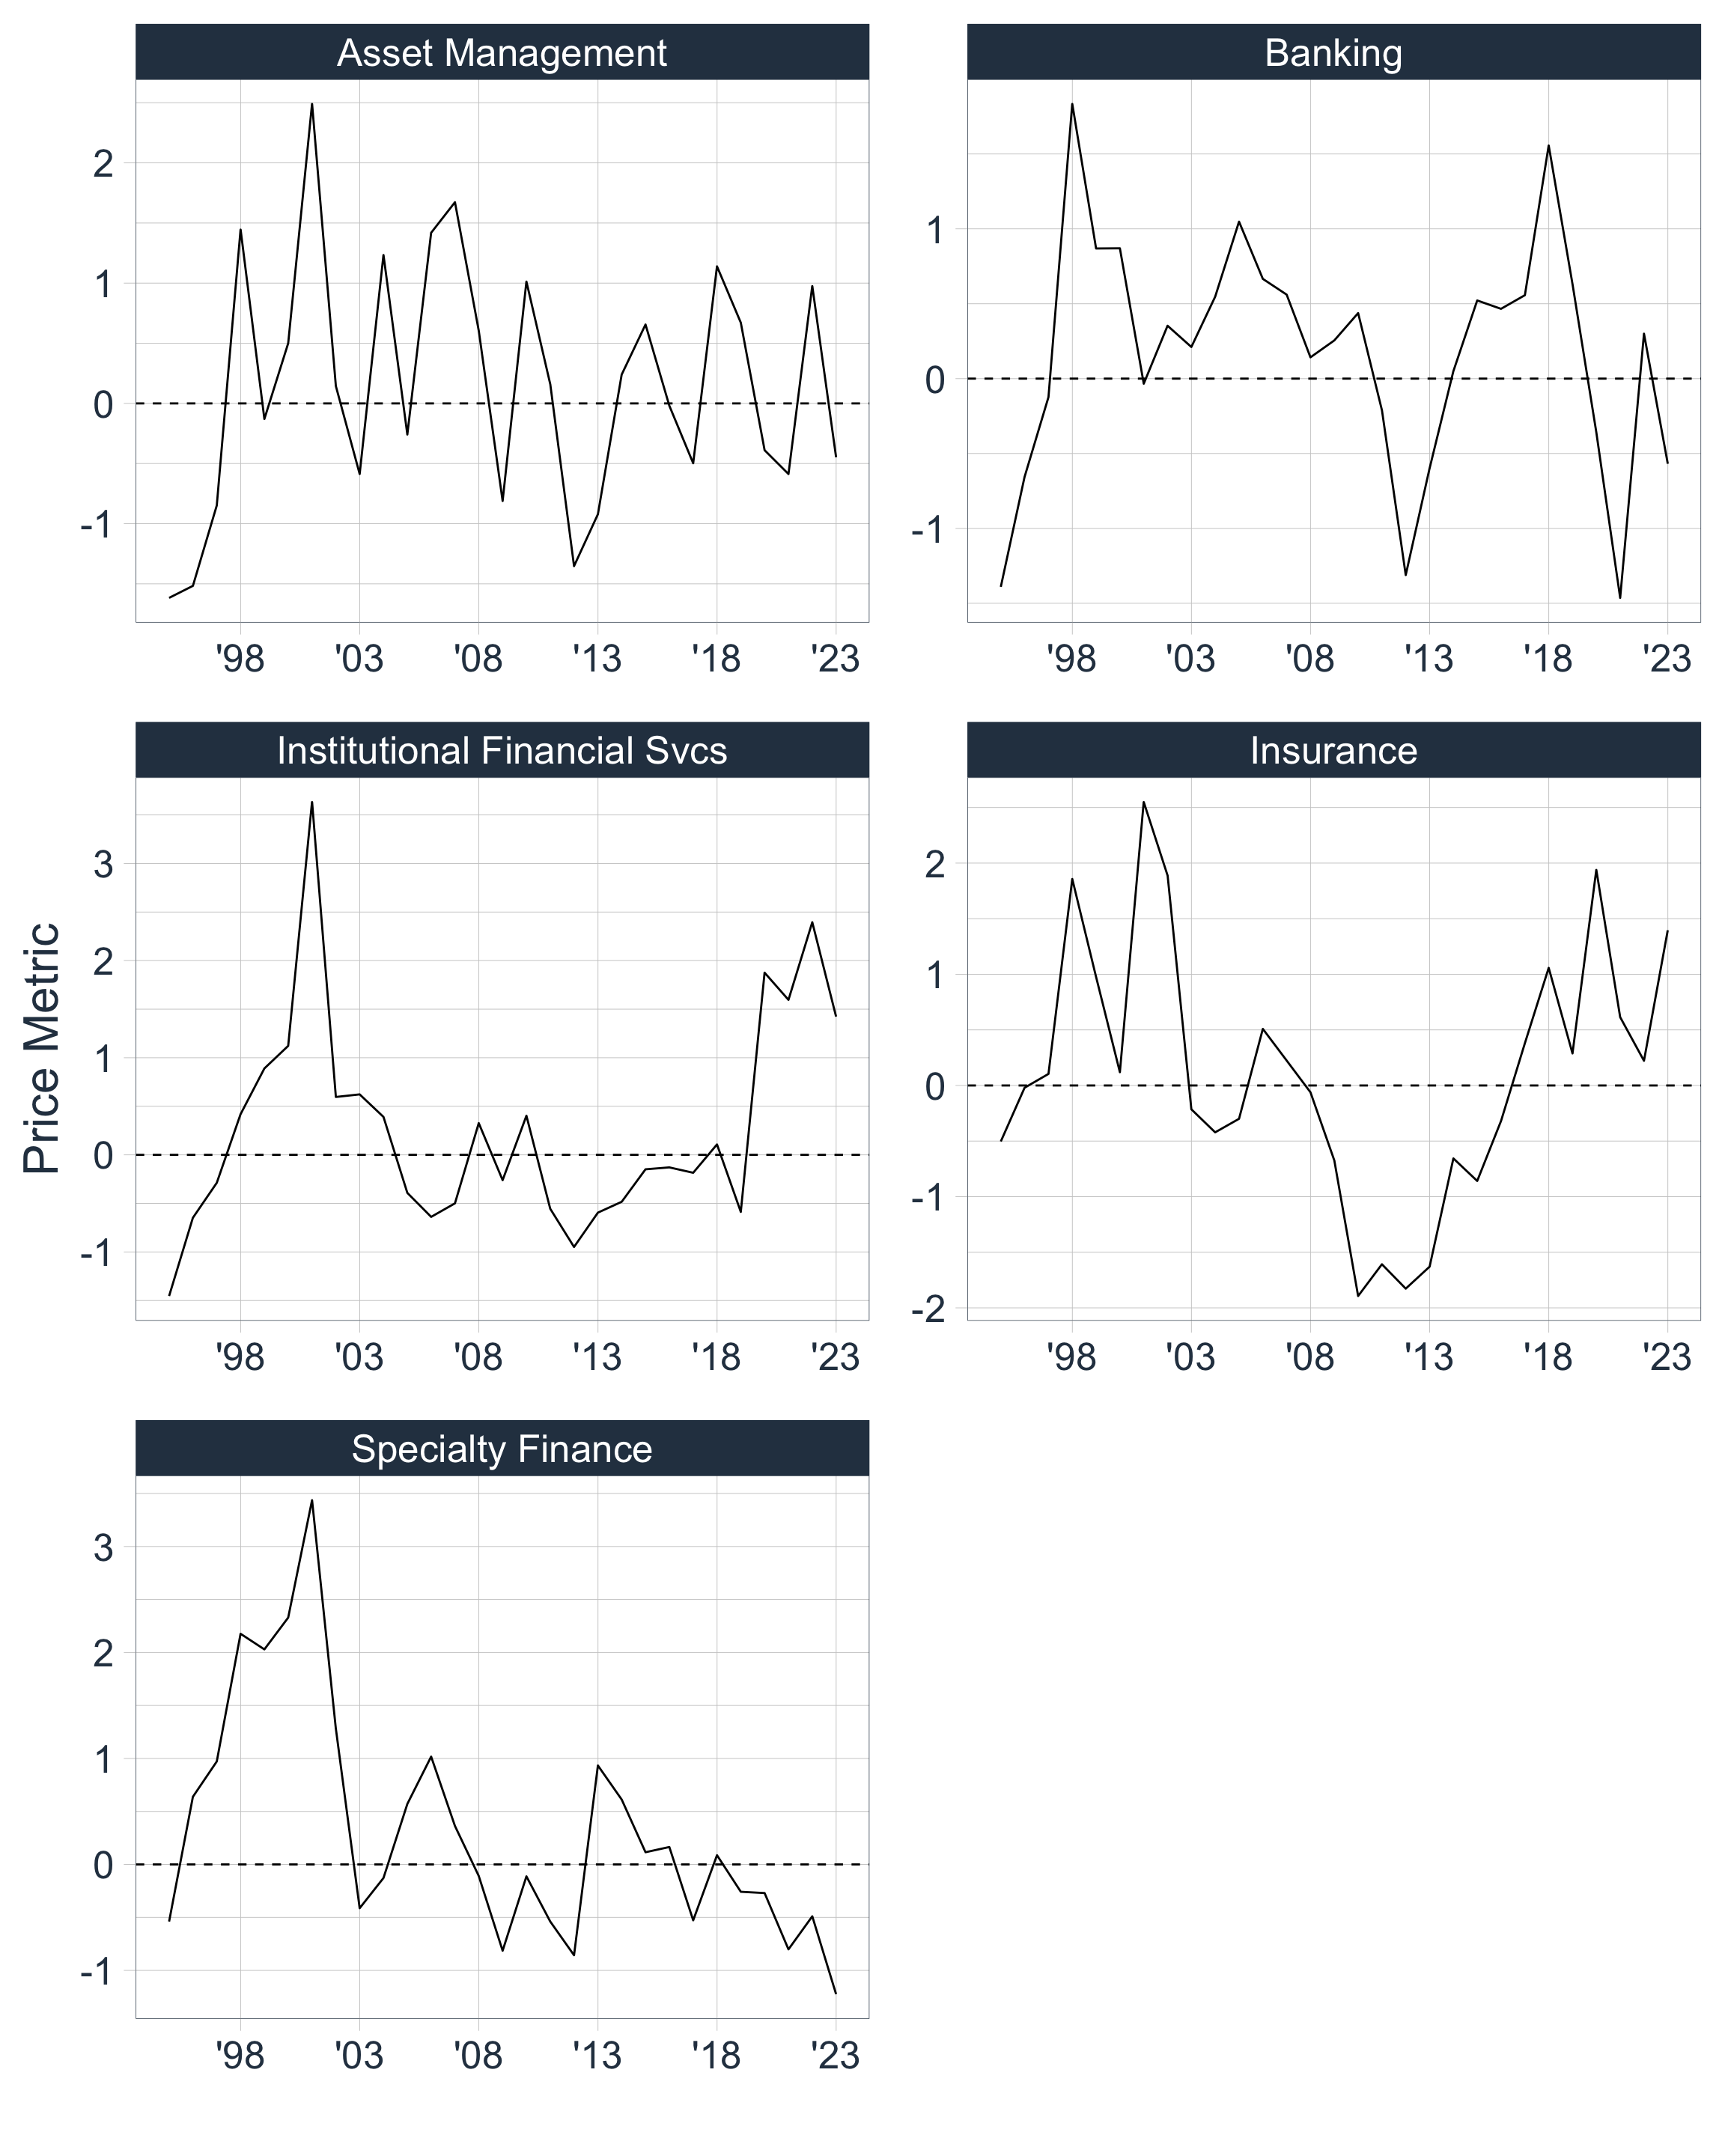 Asset Management
2
1
0
-1
'98 '03 '08 '13 '18 '23
Banking
1
0
-1
'98 '03 '08 '13 '18 '23
Price Metric
Institutional Financial Svcs
3
2
1
0
-1
'98 '03 '08 '13 '18 '23
Insurance
2
1
0
-1
-2
'98 '03 '08 '13 '18 '23
Specialty Finance
3
2
1
0
-1
'98 '03 '08 '13 '18 '23